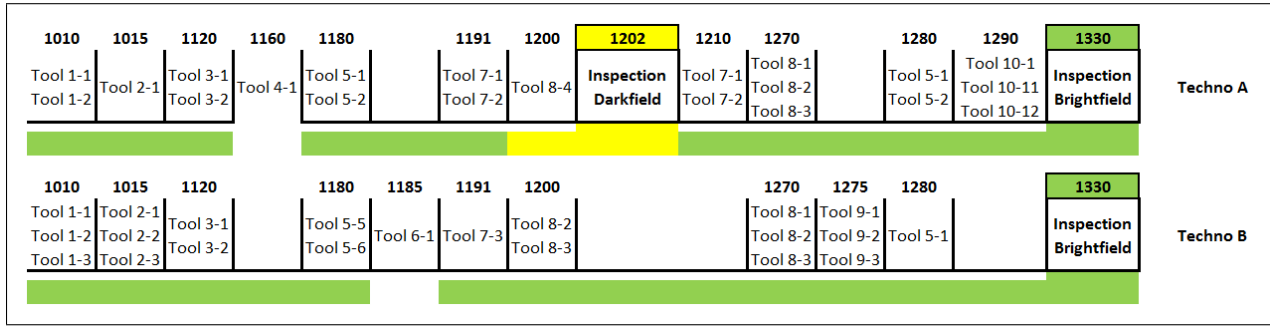 1010 1015 1120 1160 1180 1191 1200 1202 1210 1270 1280 1290 1330
Tool 1-1 Tool 1-2
Tool 2-1
Tool 3-1 Tool 3-2
Tool 4-1
Tool 5-1 Tool 5-2
Tool 7-1 Tool 7-2
Tool 8-4
Inspection Darkfield
Tool 7-1 Tool 7-2
Tool 8-1 Tool 8-2 Tool 8-3
Tool 5-1 Tool 5-2
Tool 10-1 Tool 10-11 Tool 10-12
Inspection Brightfield
Techno A
1010 1015 1120 1180 1185 1191 1200 1270 1275 1280 1330
Tool 1-1 Tool 1-2 Tool 1-3
Tool 2-1 Tool 2-2 Tool 2-3
Tool 3-1 Tool 3-2
Tool 5-5 Tool 5-6
Tool 6-1
Tool 7-3
Tool 8-2 Tool 8-3
Tool 8-1 Tool 8-2 Tool 8-3
Tool 9-1 Tool 9-2 Tool 9-3
Tool 5-1
Inspection Brightfield
Techno B